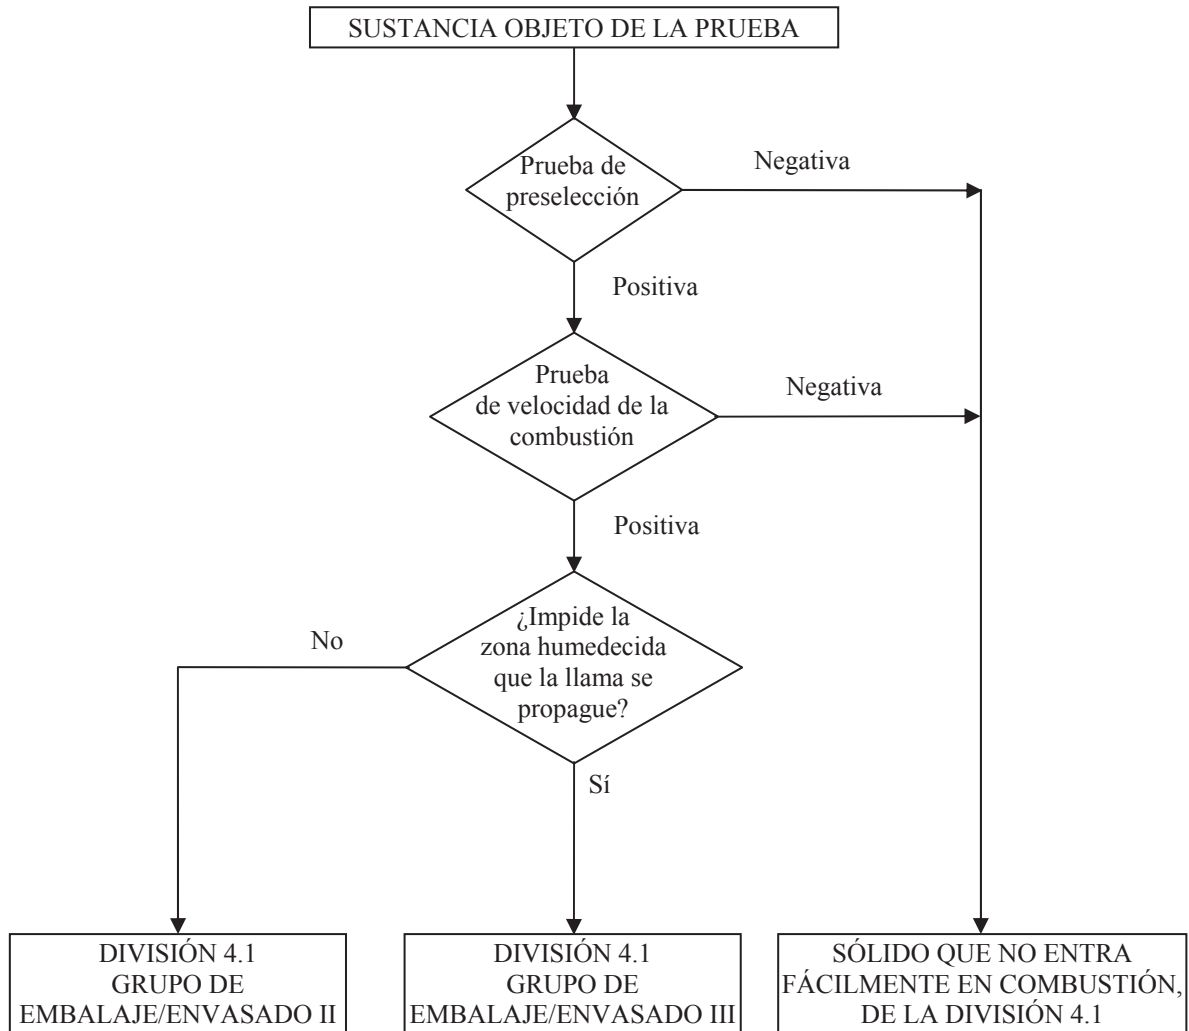 SUSTANCIA OBJETO DE LA PRUEBA
Prueba de
preselección
Negativa
Positiva
Prueba
de velocidad de la
combustión
Negativa
Positiva
¿Impide la
zona humedecida
que la llama se
propague?
No
Sí
DIVISIÓN 4.1
GRUPO DE
EMBALAJE/ENVASADO II
DIVISIÓN 4.1
GRUPO DE
EMBALAJE/ENVASADO III
SÓLIDO QUE NO ENTRA
FÁCILMENTE EN COMBUSTIÓN,
DE LA DIVISIÓN 4.1